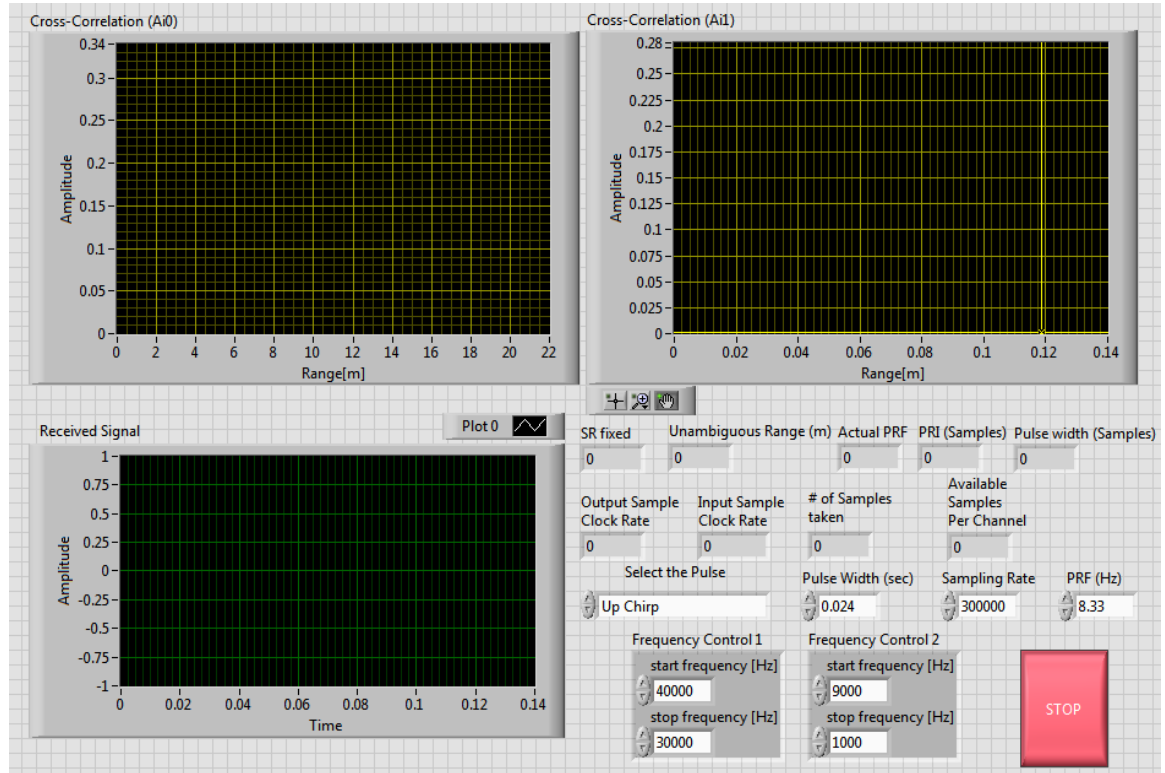 Cross-Correlation (Ai0)
Amplitude
0.34
0.3
0.25
0.2
0.15
0.1
0.05
0
0 2 4 6 8 10 12 14 16 18 20 22
Range[m]
Cross-Correlation (Ai1)
Amplitude
0.28
0.25
0.225
0.2
0.175
0.15
0.125
0.1
0.075
0.05
0.025
0
0 0.02 0.04 0.06 0.08 0.1 0.12 0.14
Range[m]
Received Signal
Plot 0
Amplitude
1
0.75
0.5
0.25
0
-0.25
-0.5
-0.75
-1
0 0.02 0.04 0.06 0.08 0.1 0.12 0.14
Time
SR fixed
0
Unambiguous Range (m)
0
Actual PRF
0
PRI (Samples)
0
Pulse width (Samples)
0
Output Sample
Clock Rate
0
Input Sample
Clock Rate
0
# of Samples
taken
0
Available
Samples
Per Channel
0
Select the Pulse
Up Chirp
Pulse Width (sec)
0.024
Sampling Rate
300000
PRF (Hz)
8.33
Frequency Control 1
start frequency [Hz]
40000
stop frequency [Hz]
30000
Frequency Control 2
start frequency [Hz]
9000
stop frequency [Hz]
1000
STOP